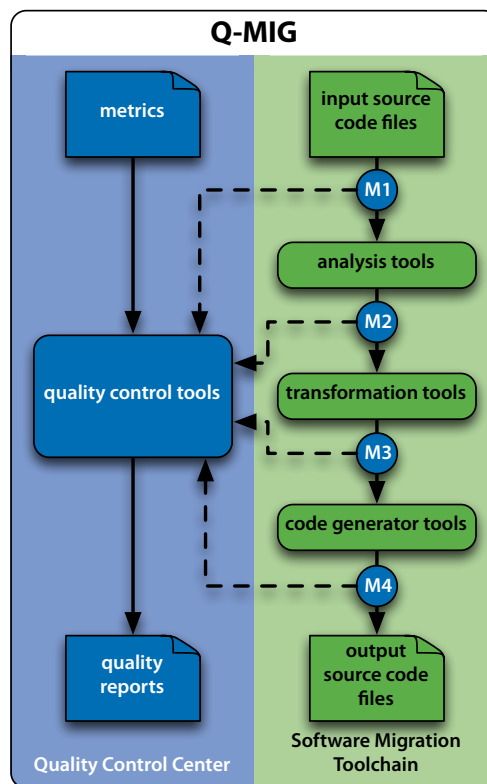 Q-MIG
metrics
input source
code files
M1
analysis tools
M2
quality control tools
transformation tools
M3
code generator tools
M4
quality
reports
output
source code
files
Quality Control Center
Software Migration
Toolchain